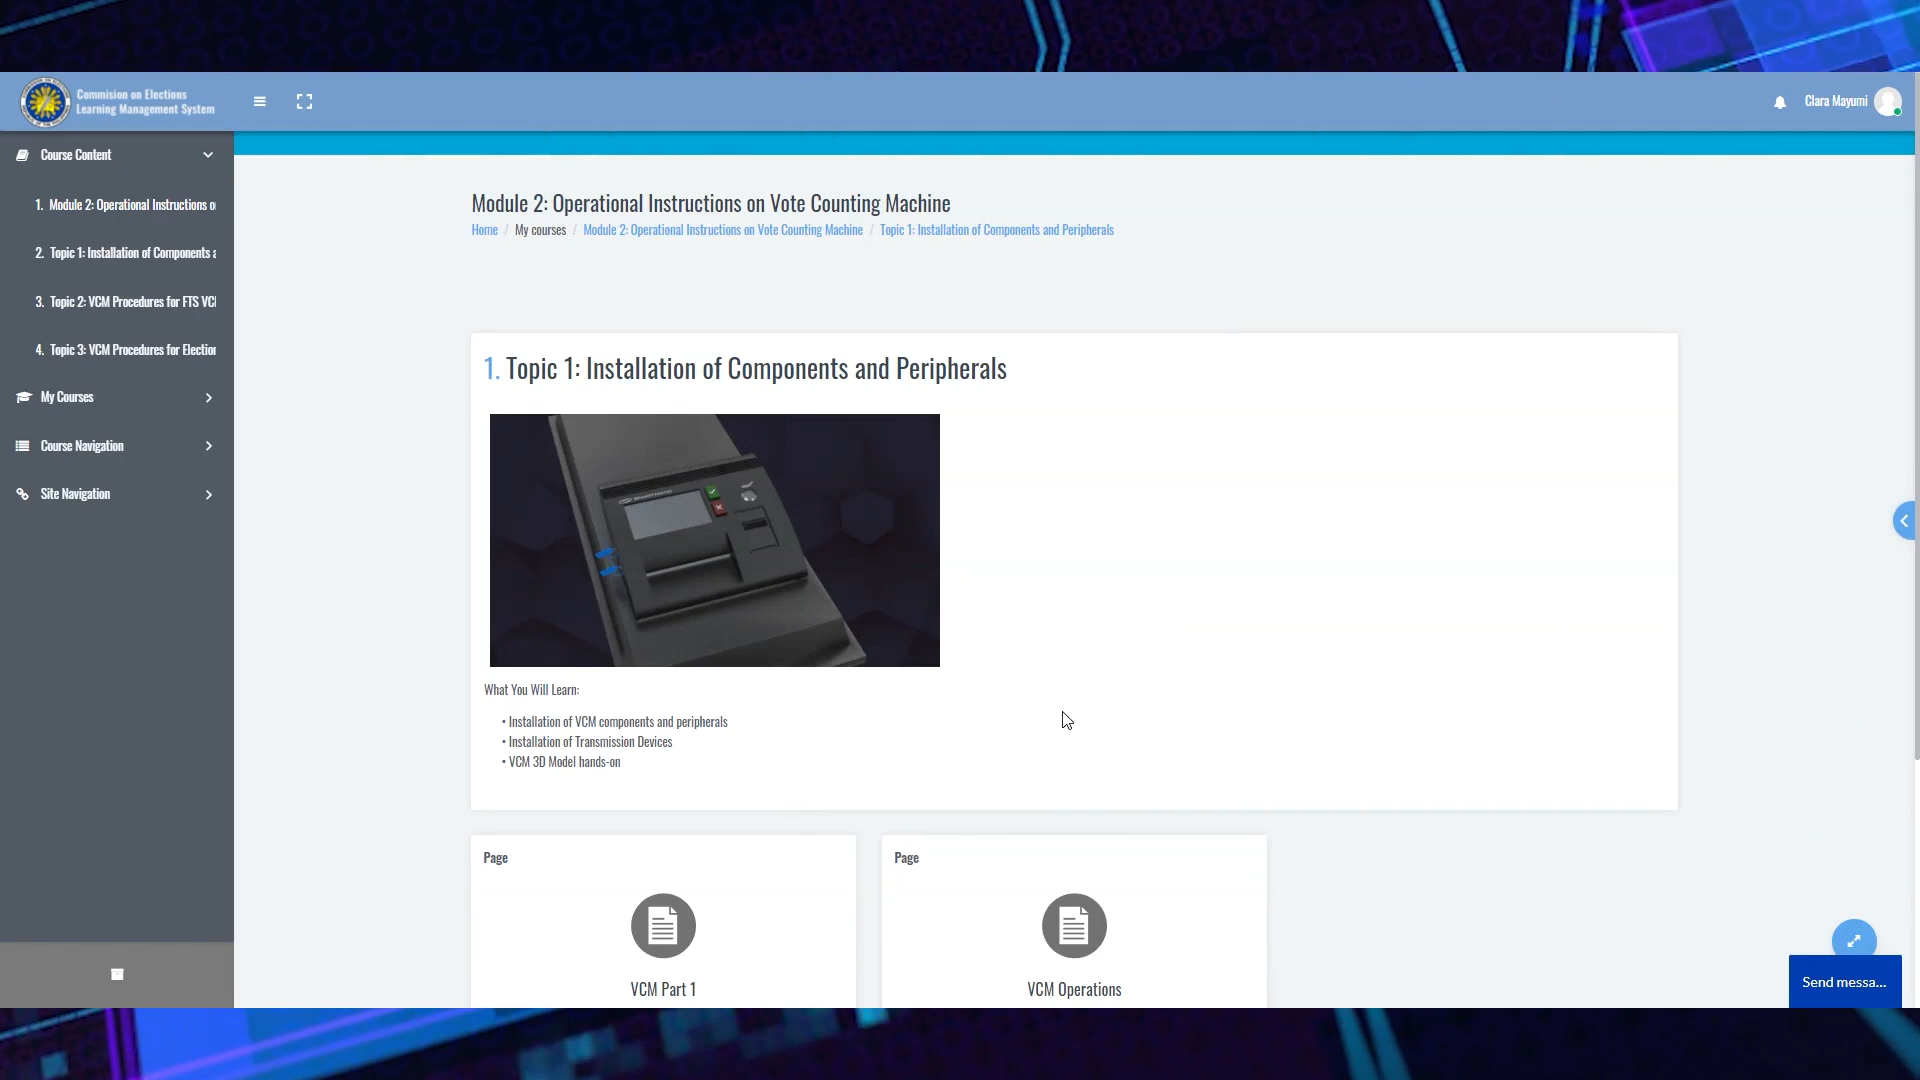 Commision on Elections
Learning Management System
Clara Mayumi
Course Content
1. Module 2: Operational Instructions o
2. Topic 1: Installation of Components a
3. Topic 2: VCM Procedures for FTS VC
4. Topic 3: VCM Procedures for Election
My Courses
Course Navigation
Site Navigation
Module 2: Operational Instructions on Vote Counting Machine
Home / My courses / Module 2: Operational Instructions on Vote Counting Machine / Topic 1: Installation of Components and Peripherals
1. Topic 1: Installation of Components and Peripherals
What You Will Learn:
• Installation of VCM components and peripherals
• Installation of Transmission Devices
• VCM 3D Model hands-on
Page
VCM Part 1
Page
VCM Operations
Send messa...